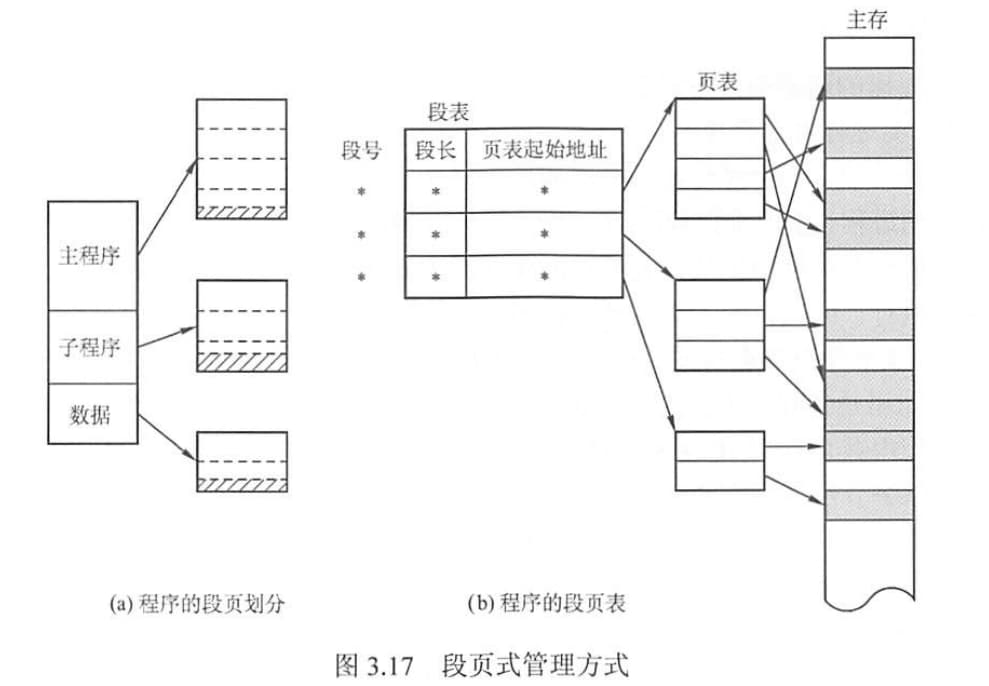 主存
页表
段表
段号 段长 页表起始地址
* * *
* * *
* * *
主程序
子程序
数据
(a) 程序的段页划分
(b) 程序的段页表
图 3.17 段页式管理方式